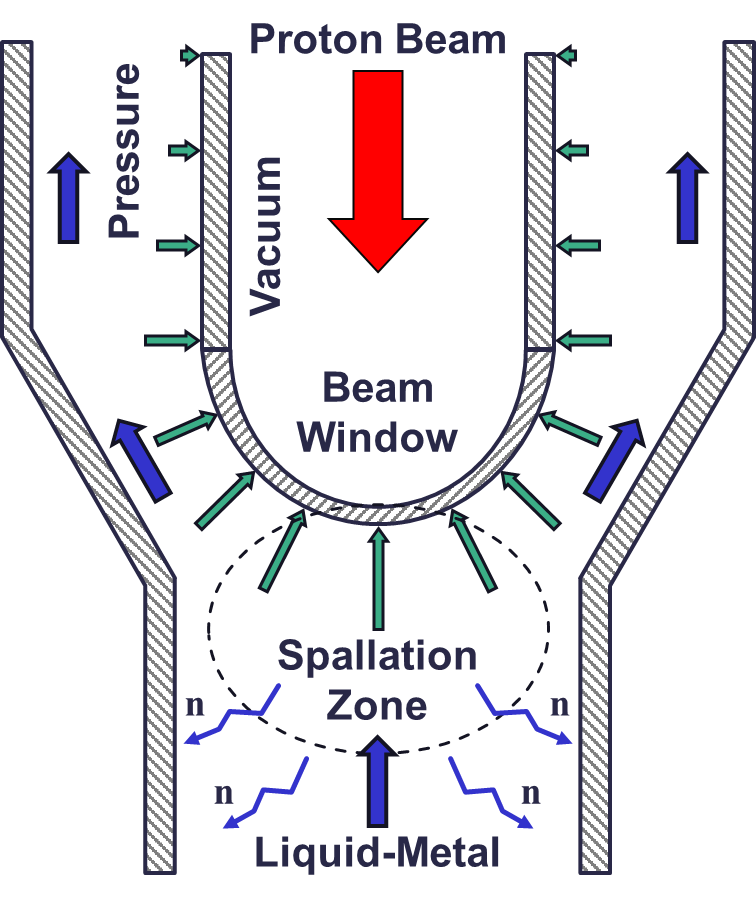 Proton Beam
Pressure
Vacuum
Beam
Window
Spallation
Zone
n
n
n
n
Liquid-Metal